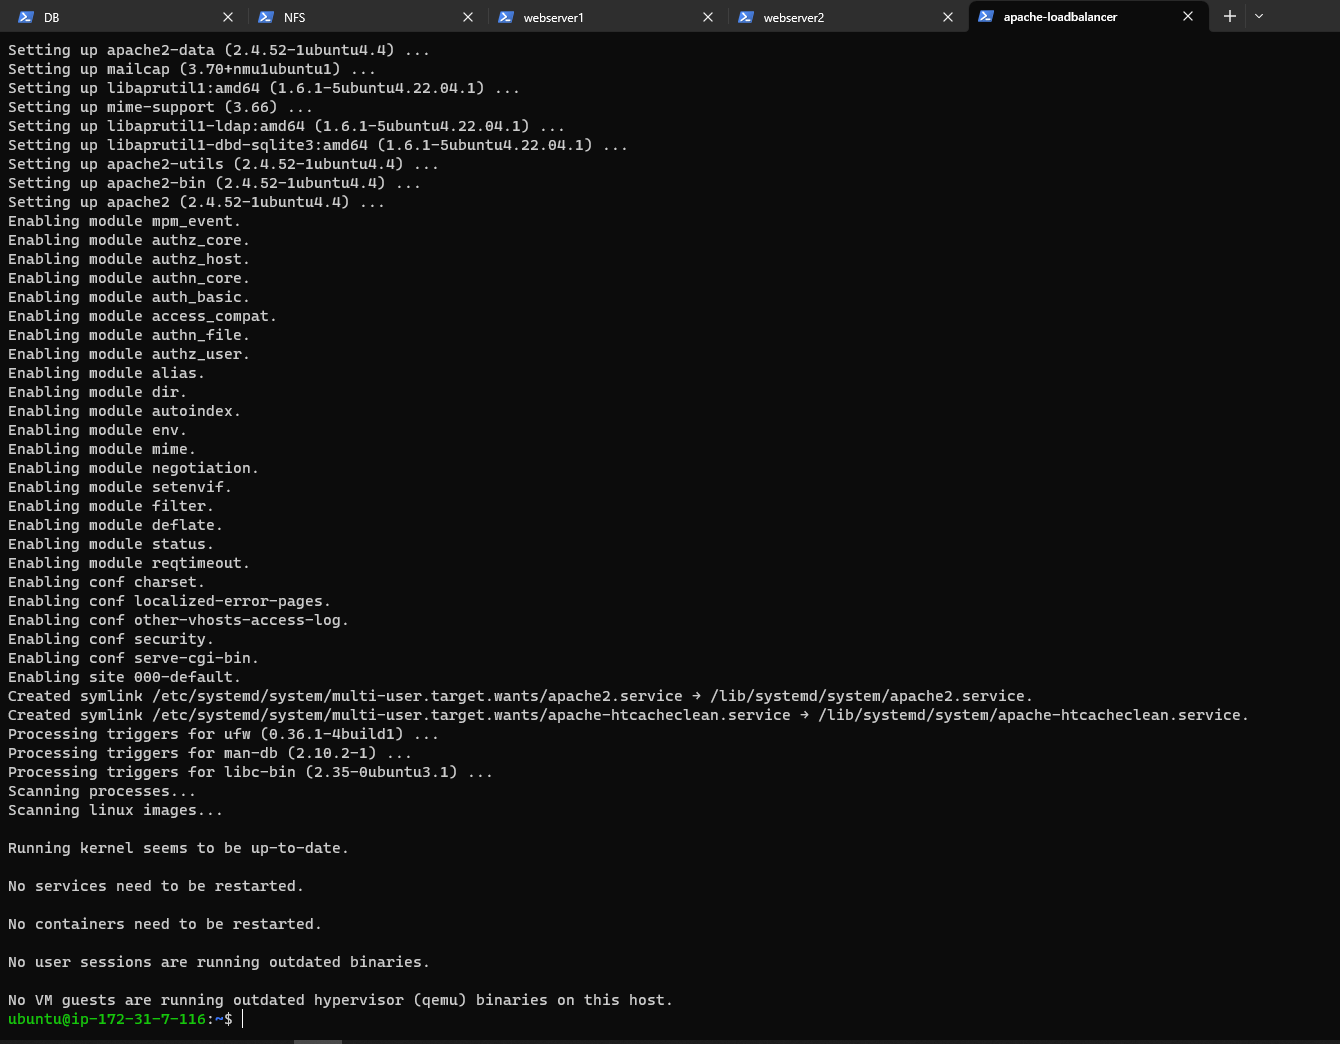 DB
NFS
webserver1
webserver2
apache-loadbalancer
Setting up apache2-data (2.4.52-1ubuntu4.4) ...
Setting up mailcap (3.70+nmu1ubuntu1) ...
Setting up libaprutil1:amd64 (1.6.1-5ubuntu4.22.04.1) ...
Setting up mime-support (3.66) ...
Setting up libaprutil1-ldap:amd64 (1.6.1-5ubuntu4.22.04.1) ...
Setting up libaprutil1-dbd-sqlite3:amd64 (1.6.1-5ubuntu4.22.04.1) ...
Setting up apache2-utils (2.4.52-1ubuntu4.4) ...
Setting up apache2-bin (2.4.52-1ubuntu4.4) ...
Setting up apache2 (2.4.52-1ubuntu4.4) ...
Enabling module mpm_event.
Enabling module authz_core.
Enabling module authz_host.
Enabling module authn_core.
Enabling module auth_basic.
Enabling module access_compat.
Enabling module authn_file.
Enabling module authz_user.
Enabling module alias.
Enabling module dir.
Enabling module autoindex.
Enabling module env.
Enabling module mime.
Enabling module negotiation.
Enabling module setenvif.
Enabling module filter.
Enabling module deflate.
Enabling module status.
Enabling module reqtimeout.
Enabling conf charset.
Enabling conf localized-error-pages.
Enabling conf other-vhosts-access-log.
Enabling conf security.
Enabling conf serve-cgi-bin.
Enabling site 000-default.
Created symlink /etc/systemd/system/multi-user.target.wants/apache2.service → /lib/systemd/system/apache2.service.
Created symlink /etc/systemd/system/multi-user.target.wants/apache-htcacheclean.service → /lib/systemd/system/apache-htcacheclean.service.
Processing triggers for ufw (0.36.1-4build1) ...
Processing triggers for man-db (2.10.2-1) ...
Processing triggers for libc-bin (2.35-0ubuntu3.1) ...
Scanning processes...
Scanning linux images...
Running kernel seems to be up-to-date.
No services need to be restarted.
No containers need to be restarted.
No user sessions are running outdated binaries.
No VM guests are running outdated hypervisor (qemu) binaries on this host.
ubuntu@ip-172-31-7-116:~$